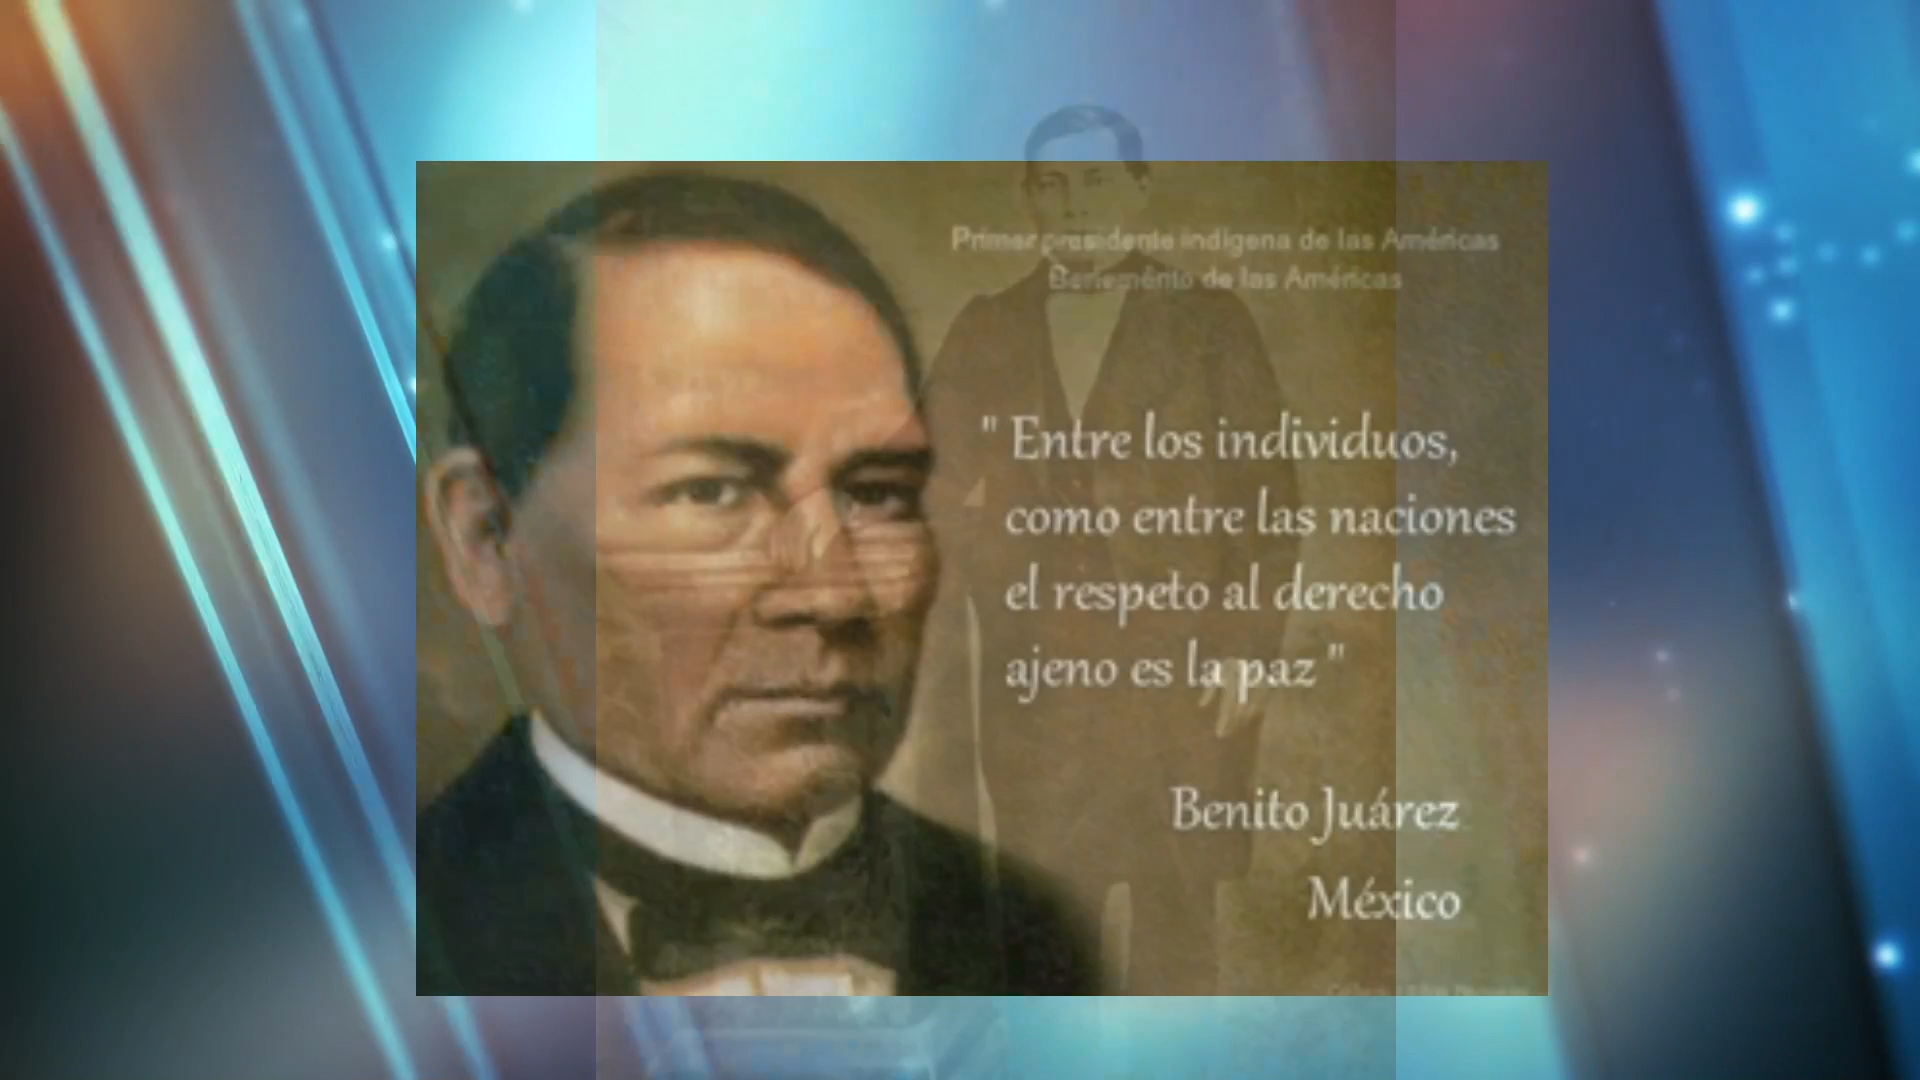 Primer presidente indígena de las Américas
Benemérito de las Américas
" Entre los individuos,
como entre las naciones
el respeto al derecho
ajeno es la paz "
Benito Juárez
México